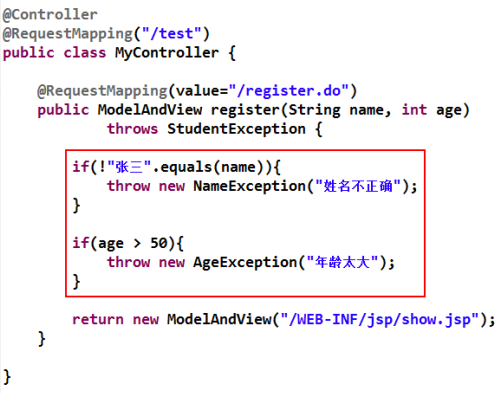 @Controller
@RequestMapping("/test")
public class MyController {
@RequestMapping(value="/register.do")
public ModelAndView register(String name, int age)
throws StudentException {
if(!"张三".equals(name)){
throw new NameException("姓名不正确");
}
if(age > 50){
throw new AgeException("年龄太大");
}
return new ModelAndView("/WEB-INF/jsp/show.jsp");
}
}